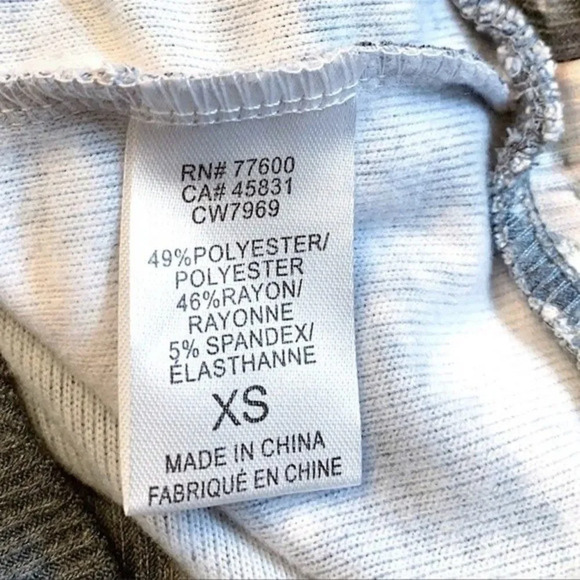 RN# 77600
CA# 45831
CW7969
49%POLYESTER/
POLYESTER
46%RAYON/
RAYONNE
5% SPANDEX/
ÉLASTHANNE
XS
MADE IN CHINA
FABRIQUÉ EN CHINE